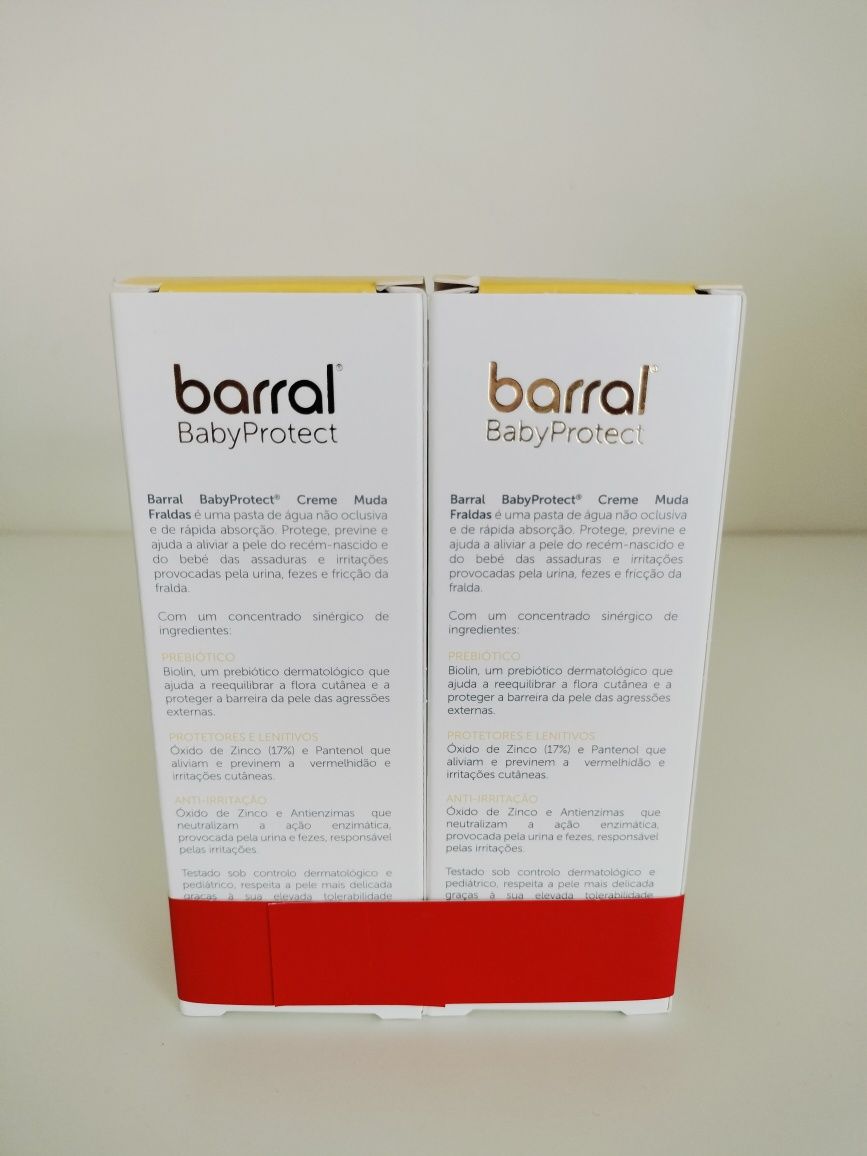 barral®
BabyProtect
Barral BabyProtect® Creme Muda
Fraldas é uma pasta de água não oclusiva
e de rápida absorção. Protege, previne e
ajuda a aliviar a pele do recém-nascido e
do bebé das assaduras e irritações
provocadas pela urina, fezes e fricção da
fralda.
Com um concentrado sinérgico de
ingredientes:
PREBIÓTICO
Biolin, um prebiótico dermatológico que
ajuda a reequilibrar a flora cutânea e a
proteger a barreira da pele das agressões
externas.
PROTETORES E LENITIVOS
Óxido de Zinco (17%) e Pantenol que
aliviam e previnem a vermelhidão e
irritações cutâneas.
ANTI-IRRITAÇÃO
Óxido de Zinco e Antienzimas que
neutralizam a ação enzimática,
provocada pela urina e fezes, responsável
pelas irritações.
Testado sob controlo dermatológico e
pediátrico, respeita a pele mais delicada
graças à sua elevada tolerabilidade
barral®
BabyProtect
Barral BabyProtect® Creme Muda
Fraldas é uma pasta de água não oclusiva
e de rápida absorção. Protege, previne e
ajuda a aliviar a pele do recém-nascido e
do bebé das assaduras e irritações
provocadas pela urina, fezes e fricção da
fralda.
Com um concentrado sinérgico de
ingredientes:
PREBIÓTICO
Biolin, um prebiótico dermatológico que
ajuda a reequilibrar a flora cutânea e a
proteger a barreira da pele das agressões
externas.
PROTETORES E LENITIVOS
Óxido de Zinco (17%) e Pantenol que
aliviam e previnem a vermelhidão e
irritações cutâneas.
ANTI-IRRITAÇÃO
Óxido de Zinco e Antienzimas que
neutralizam a ação enzimática,
provocada pela urina e fezes, responsável
pelas irritações.
Testado sob controlo dermatológico e
pediátrico, respeita a pele mais delicada
graças à sua elevada tolerabilidade